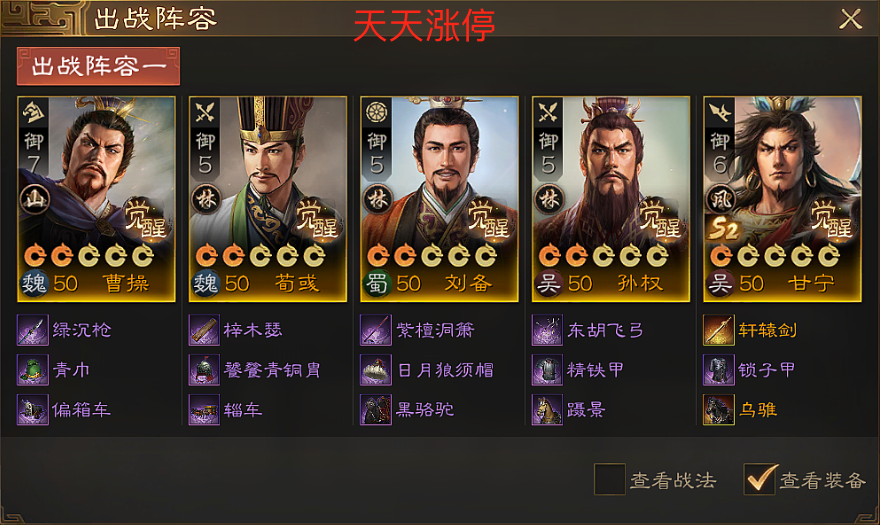 出战阵容
天天涨停
出战阵容一
御 7 山 觉醒 魏 50 曹操
御 5 林 觉醒 魏 50 荀彧
御 5 林 觉醒 蜀 50 刘备
御 5 林 觉醒 吴 50 孙权
御 6 风 S2 觉醒 吴 50 甘宁
绿沉枪 梓木瑟 紫檀洞箫 东胡飞弓 轩辕剑
青巾 饕餮青铜胄 日月狼须帽 精铁甲 锁子甲
偏箱车 辎车 黑骆驼 蹑景 乌骓
查看战法 查看装备